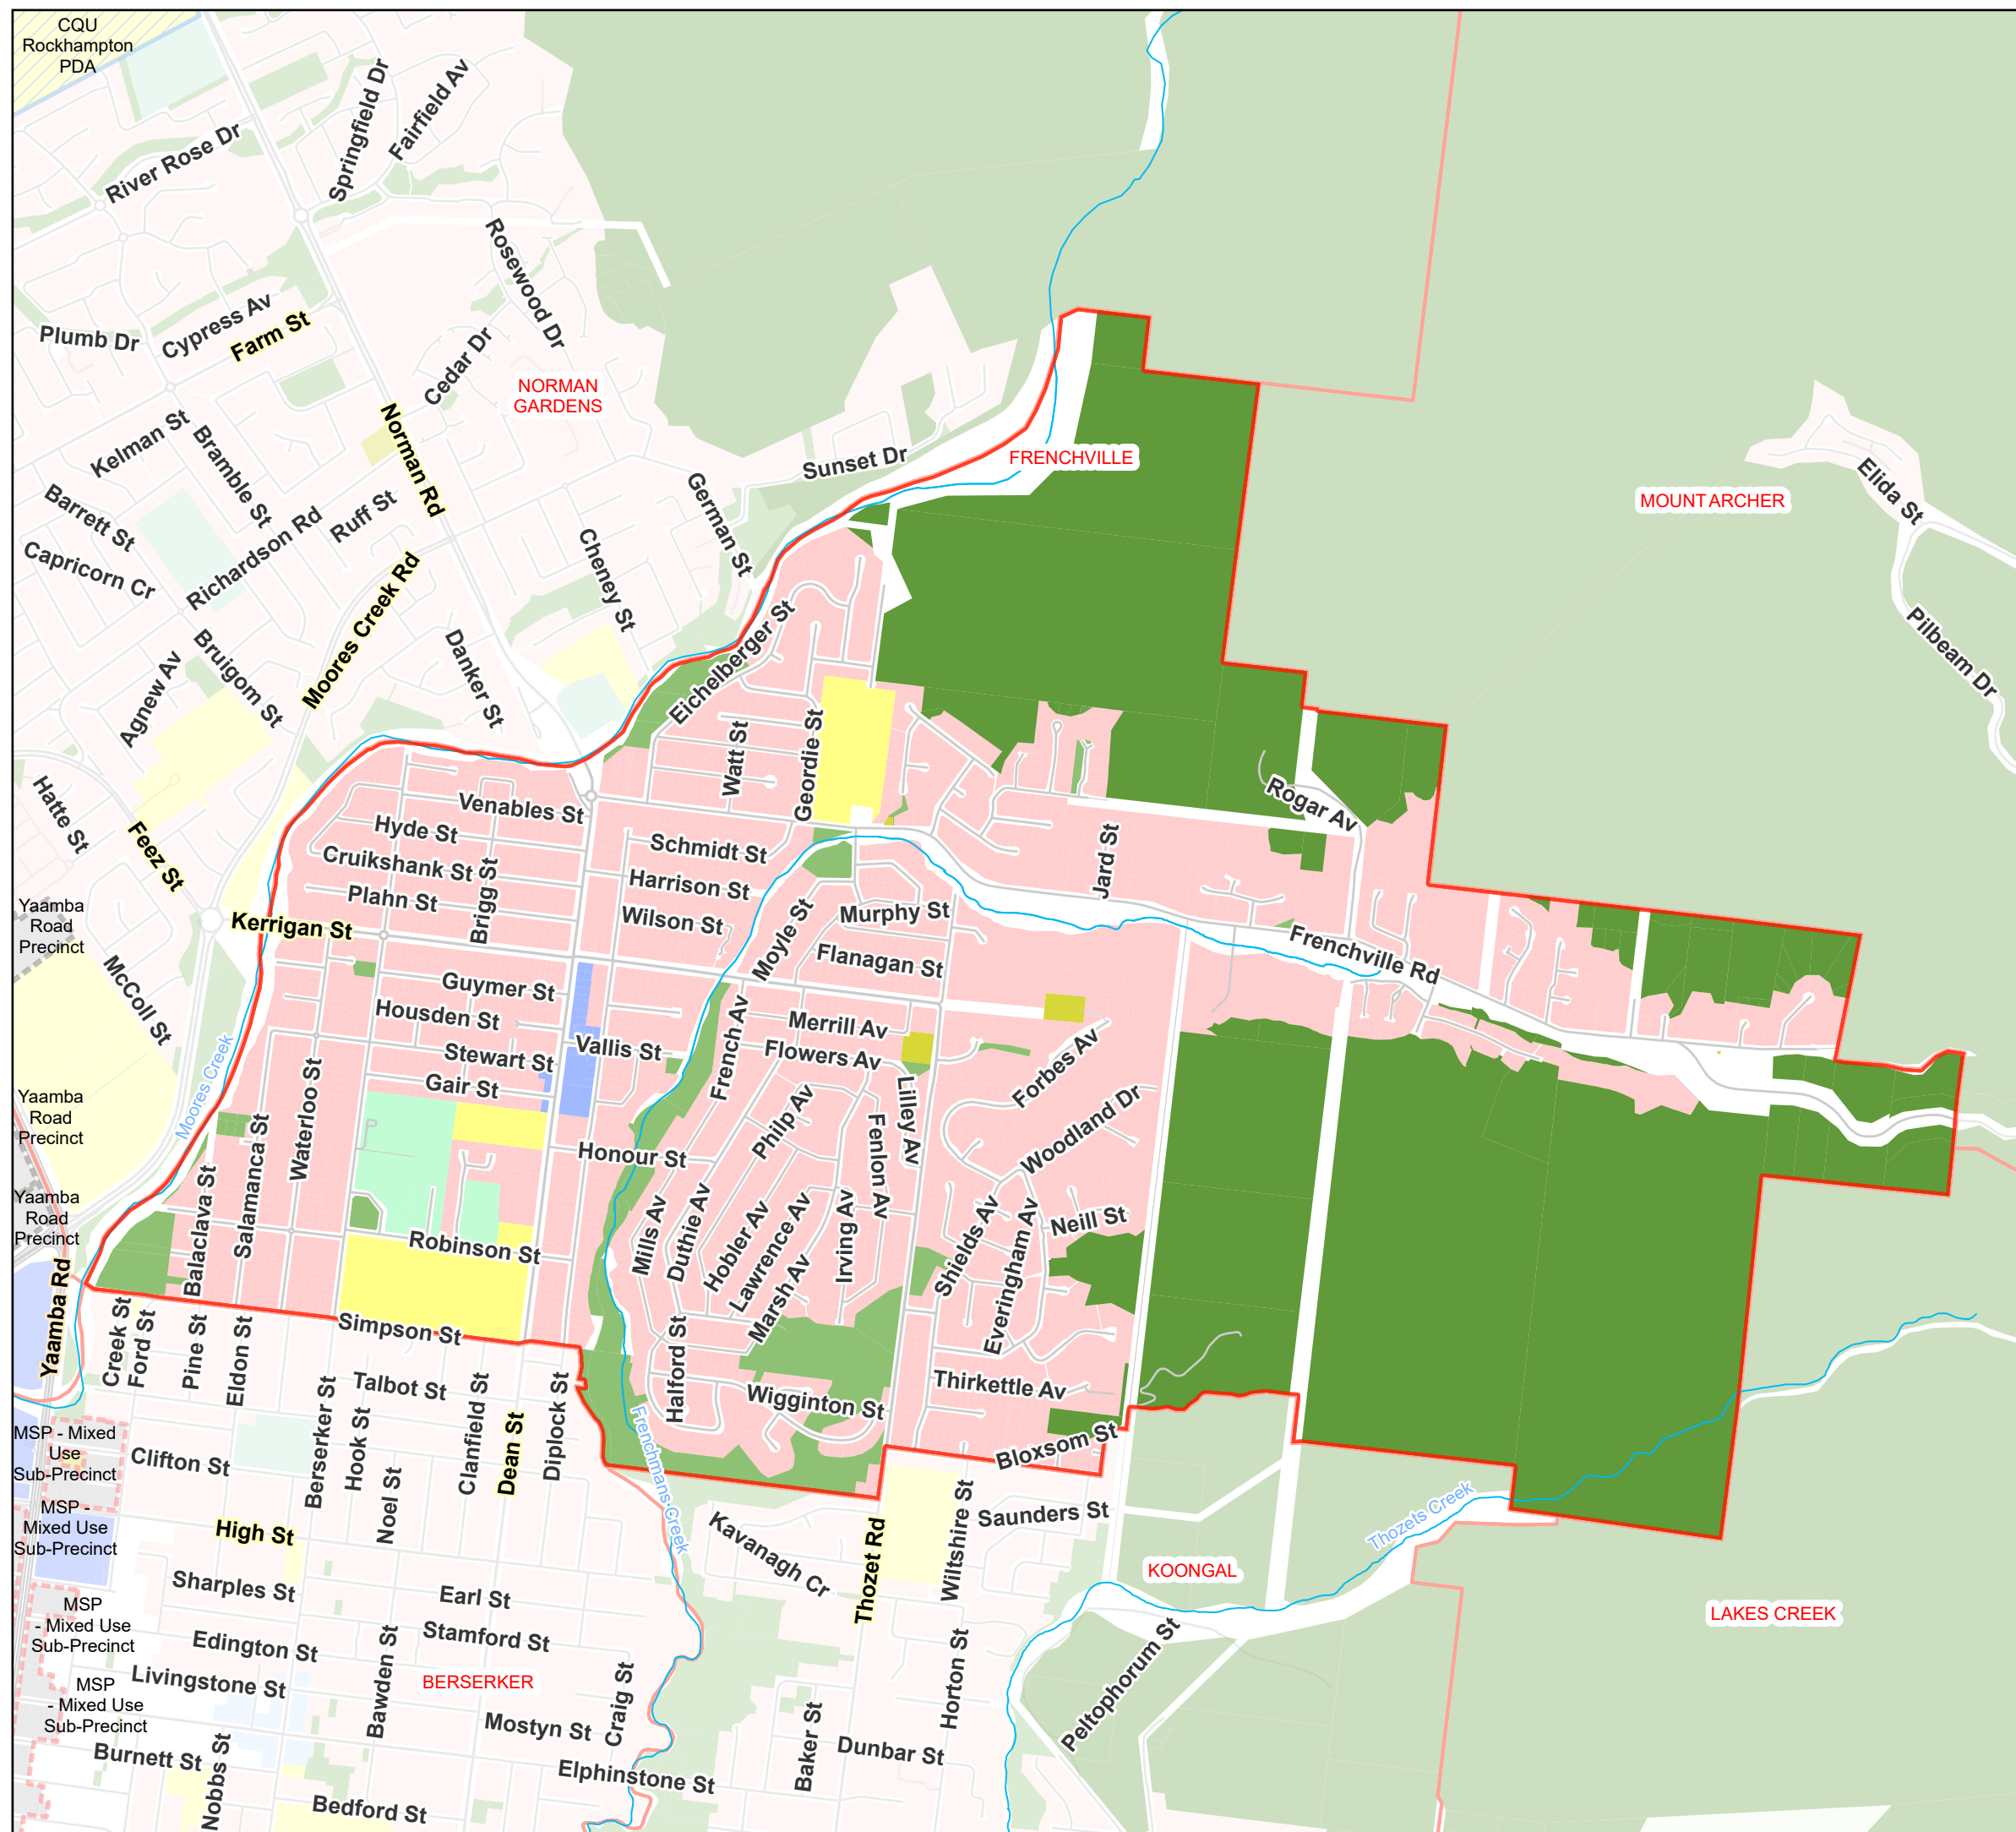 CQU
Rockhampton
PDA
Springfield Dr
Fairfield Av
River Rose Dr
Rosewood Dr
Plumb Dr
Cypress Av
Farm St
Cedar Dr
NORMAN
GARDENS
Norman Rd
Kelman St
Bramble St
Barrett St
Capricorn Cr
Richardson Rd
Ruff St
Sunset Dr
German St
Cheney St
FRENCHVILLE
MOUNT ARCHER
Elida St
Pilbeam Dr
Moores Creek Rd
Agnew Av
Bruigom St
Danker St
Eichelberger St
Watt St
Geordie St
Hatte St
Feez St
Venables St
Hyde St
Cruikshank St
Plahn St
Brigg St
Kerrigan St
Schmidt St
Harrison St
Wilson St
Moyle St
Murphy St
Flanagan St
Jard St
Rogar Av
Frenchville Rd
Yaamba
Road
Precinct
McColl St
Guymer St
Housden St
Stewart St
Gair St
Vallis St
French Av
Merrill Av
Flowers Av
Forbes Av
Woodland Dr
Lilley Av
Fenlon Av
Philp Av
Moores Creek
Yaamba
Road
Precinct
Waterloo St
Salamanca St
Balaclava St
Honour St
Yaamba
Road
Precinct
Robinson St
Mills Av
Duthie Av
Hobler Av
Lawrence Av
Marsh Av
Irving Av
Shields Av
Everingham Av
Neill St
Yaamba Rd
Creek St
Ford St
Pine St
Eldon St
Simpson St
Talbot St
Halford St
Wigginton St
Thirkettle Av
Bloxsom St
Berserker St
Hook St
Noel St
Clanfield St
Dean St
Diplock St
Frenchmans Creek
MSP - Mixed
Use
Sub-Precinct
Clifton St
MSP -
Mixed Use
Sub-Precinct
High St
Kavanagh Cr
Thozet Rd
Wiltshire St
Saunders St
Thozets Creek
KOONGAL
LAKES CREEK
Sharples St
Earl St
MSP
- Mixed Use
Sub-Precinct
Edington St
Stamford St
Bawden St
Livingstone St
BERSERKER
Craig St
Horton St
Peltophorum St
MSP
- Mixed Use
Sub-Precinct
Mostyn St
Burnett St
Nobbs St
Elphinstone St
Baker St
Dunbar St
Bedford St